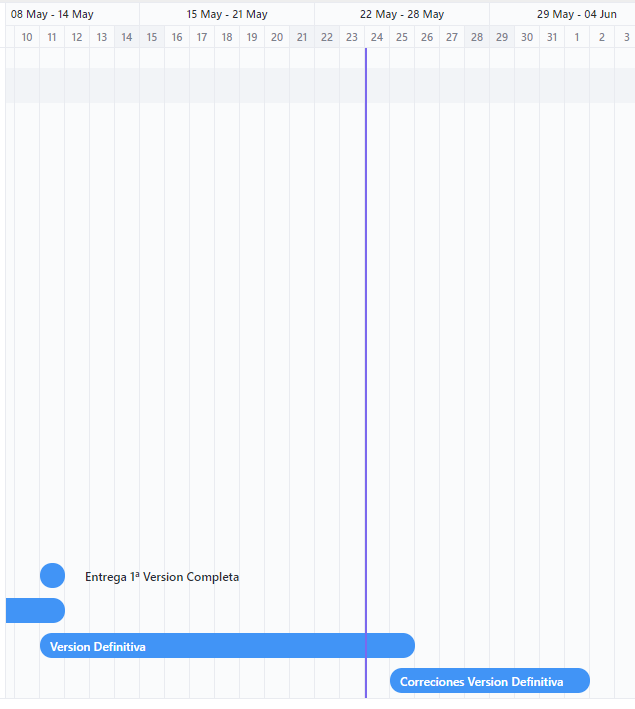 08 May - 14 May 15 May - 21 May 22 May - 28 May 29 May - 04 Jun
10 11 12 13 14 15 16 17 18 19 20 21 22 23 24 25 26 27 28 29 30 31 1 2 3
Entrega 1ª Version Completa
Version Definitiva
Correciones Version Definitiva